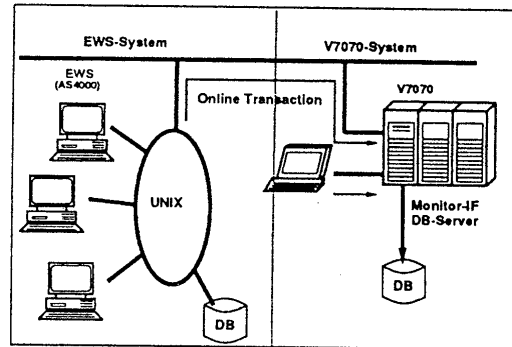 EWS-System
V7070-System
EWS
(AS4000)
V7070
Online Transaction
UNIX
Monitor-IF
DB-Server
DB
DB